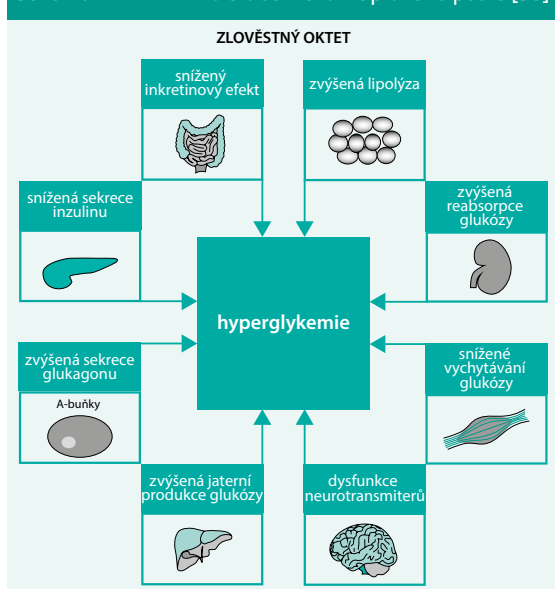 ZLOVĚSTNÝ OKTET
snížený
inkretinový efekt
zvýšená lipolýza
snížená sekrece
inzulinu
zvýšená
reabsorpce
glukózy
hyperglykemie
zvýšená sekrece
glukagonu
A-buňky
snížené
vychytávání
glukózy
zvýšená jaterní
produkce glukózy
dysfunkce
neurotransmiterů